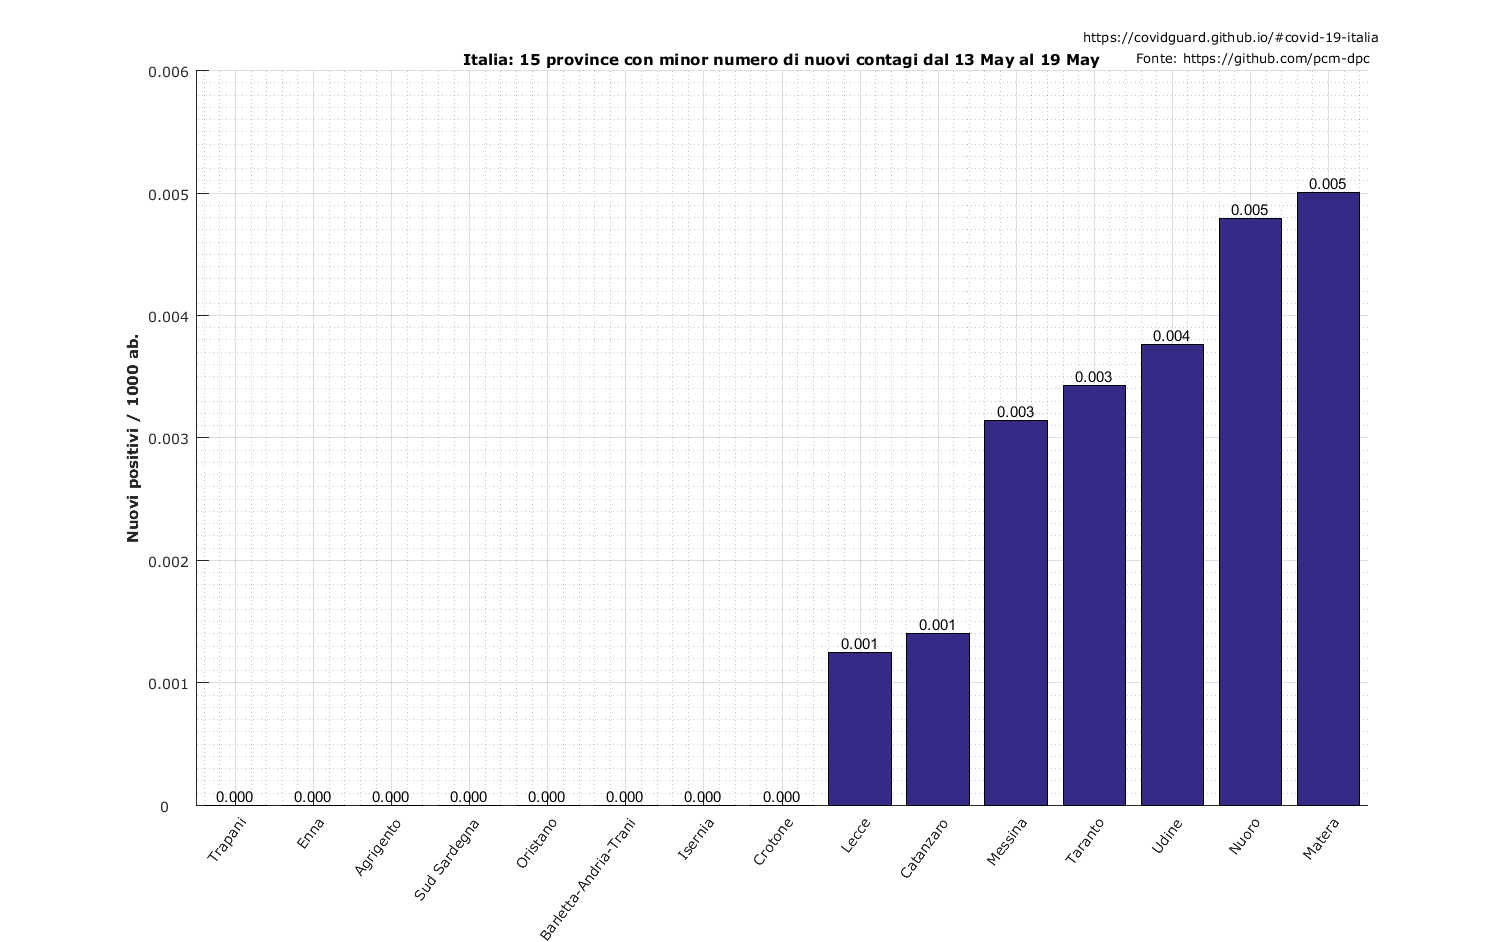 https://covidguard.github.io/#covid-19-italia
Italia: 15 province con minor numero di nuovi contagi dal 13 May al 19 May
Fonte: https://github.com/pcm-dpc
Nuovi positivi / 1000 ab.
0.006
0.005
0.004
0.003
0.002
0.001
0
0.000
0.000
0.000
0.000
0.000
0.000
0.000
0.000
0.001
0.001
0.003
0.003
0.004
0.005
0.005
Trapani
Enna
Agrigento
Sud Sardegna
Oristano
Barletta-Andria-Trani
Isernia
Crotone
Lecce
Catanzaro
Messina
Taranto
Udine
Nuoro
Matera